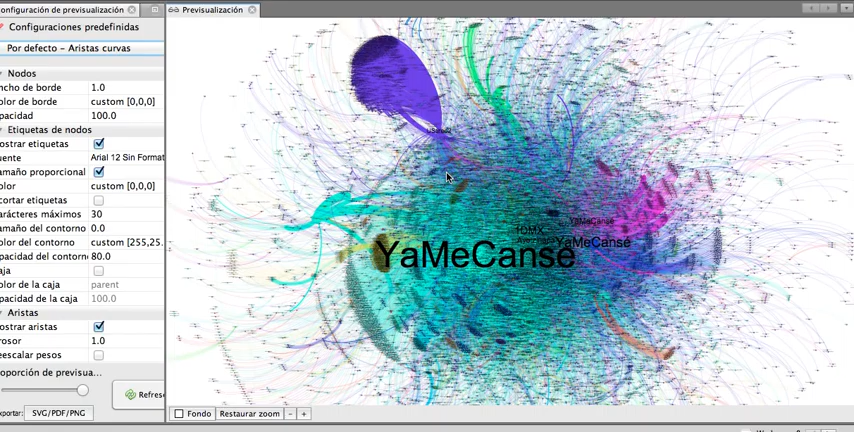 onfiguración de previsualización
Previsualización
Configuraciones predefinidas
Por defecto – Aristas curvas
Nodos
ncho de borde 1.0
olor de borde custom [0,0,0]
pacidad 100.0
Etiquetas de nodos
ostrar etiquetas
uente Arial 12 Sin Format
amaño proporcional
olor custom [0,0,0]
cortar etiquetas
arácteres máximos 30
amaño del contorno 0.0
olor del contorno custom [255,25.
pacidad del contorn 80.0
aja
olor de la caja parent
pacidad de la caja 100.0
Aristas
ostrar aristas
rosor 1.0
eescalar pesos
oporción de previsua...
Refres
xportar: SVG/PDF/PNG
YaMeCanse
1DMX
YaMeCanse
YaMeCanse
Fondo Restaurar zoom - +